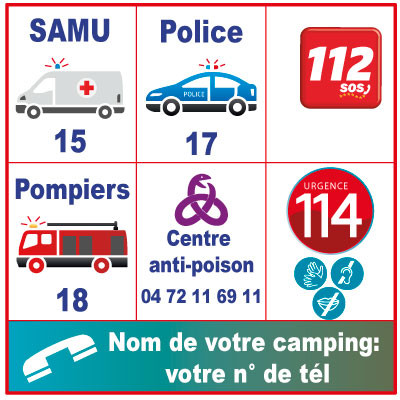 SAMU
15
Police
POLICE
17
112
SOS
Pompiers
18
Centre
anti-poison
04 72 11 69 11
URGENCE
114
Nom de votre camping:
votre n° de tél